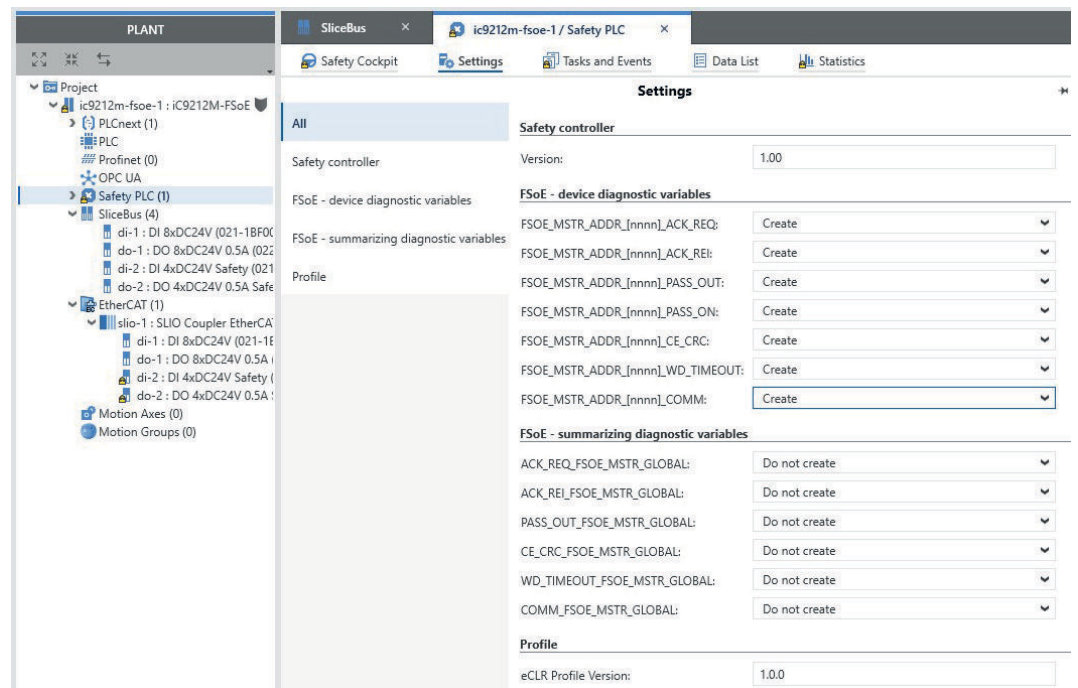 PLANT
Project
ic9212m-fsoe-1 : iC9212M-FSoE
PLCnext (1)
PLC
Profinet (0)
OPC UA
Safety PLC (1)
SliceBus (4)
di-1 : DI 8xDC24V (021-1BF00
do-1 : DO 8xDC24V 0.5A (022
di-2 : DI 4xDC24V Safety (021
do-2 : DO 4xDC24V 0.5A Safe
EtherCAT (1)
slio-1 : SLIO Coupler EtherCA
di-1 : DI 8xDC24V (021-1B
do-1 : DO 8xDC24V 0.5A (
di-2 : DI 4xDC24V Safety (
do-2 : DO 4xDC24V 0.5A
Motion Axes (0)
Motion Groups (0)
SliceBus × ic9212m-fsoe-1 / Safety PLC ×
Safety Cockpit Settings Tasks and Events Data List Statistics
Settings
All
Safety controller
FSoE - device diagnostic variables
FSoE - summarizing diagnostic variables
Profile
Safety controller
Version: 1.00
FSoE - device diagnostic variables
FSOE_MSTR_ADDR_[nnnn]_ACK_REQ: Create
FSOE_MSTR_ADDR_[nnnn]_ACK_REI: Create
FSOE_MSTR_ADDR_[nnnn]_PASS_OUT: Create
FSOE_MSTR_ADDR_[nnnn]_PASS_ON: Create
FSOE_MSTR_ADDR_[nnnn]_CE_CRC: Create
FSOE_MSTR_ADDR_[nnnn]_WD_TIMEOUT: Create
FSOE_MSTR_ADDR_[nnnn]_COMM: Create
FSoE - summarizing diagnostic variables
ACK_REQ_FSOE_MSTR_GLOBAL: Do not create
ACK_REI_FSOE_MSTR_GLOBAL: Do not create
PASS_OUT_FSOE_MSTR_GLOBAL: Do not create
CE_CRC_FSOE_MSTR_GLOBAL: Do not create
WD_TIMEOUT_FSOE_MSTR_GLOBAL: Do not create
COMM_FSOE_MSTR_GLOBAL: Do not create
Profile
eCLR Profile Version: 1.0.0